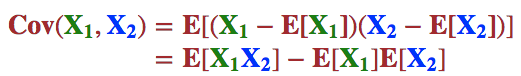 Cov(X₁, X₂) = E[(X₁ − E[X₁])(X₂ − E[X₂])]
= E[X₁X₂] − E[X₁]E[X₂]